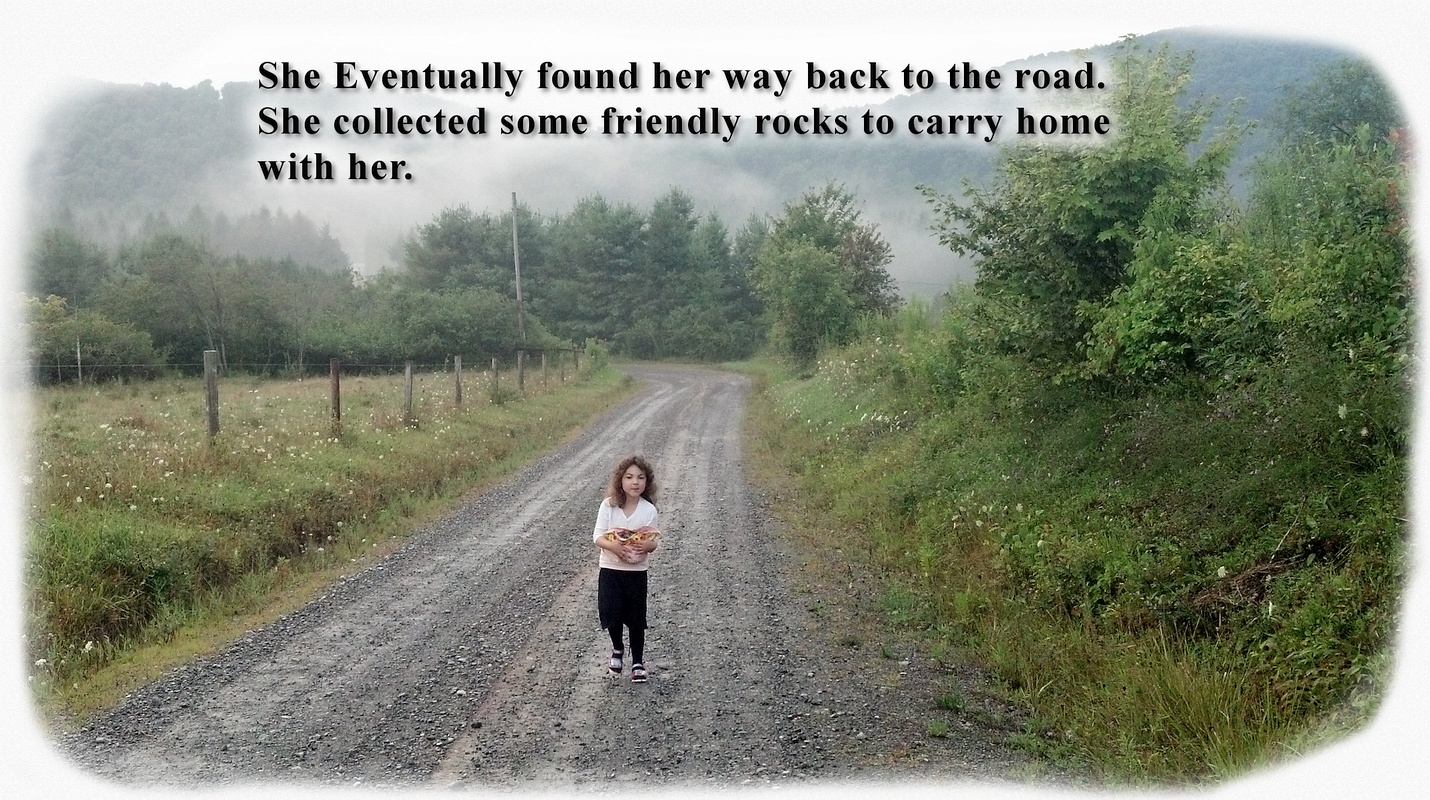 She Eventually found her way back to the road.
She collected some friendly rocks to carry home
with her.